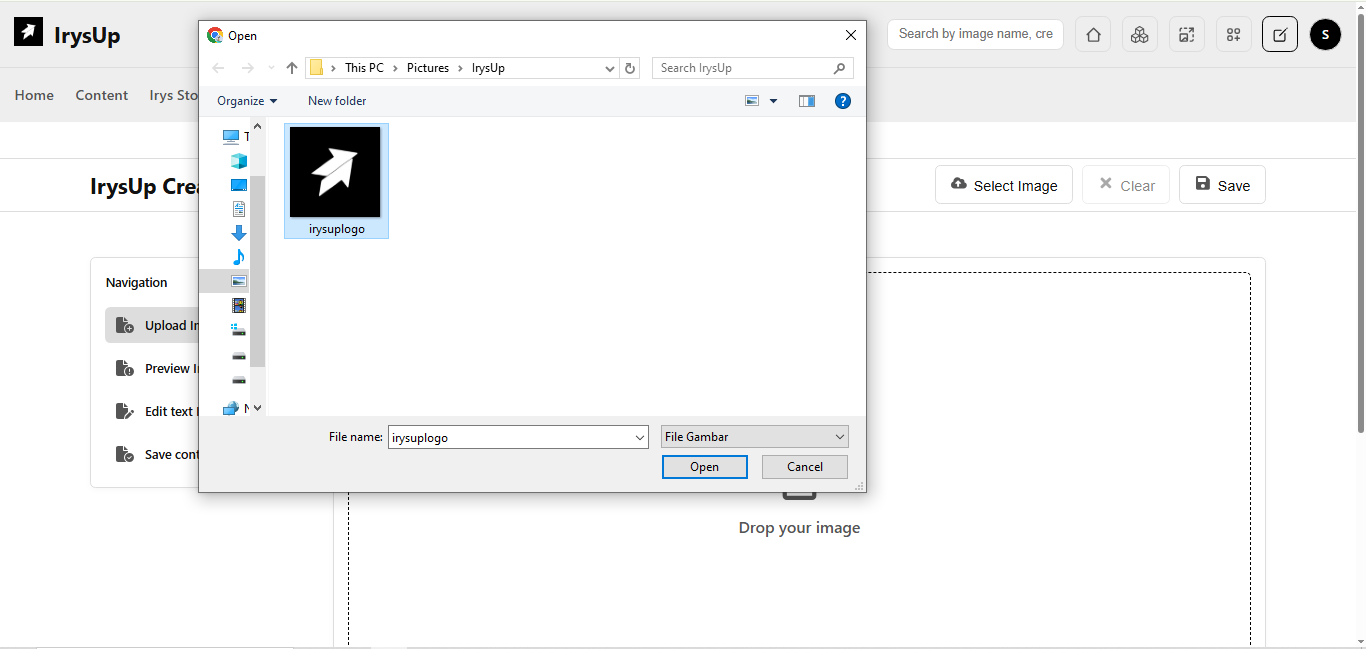 IrysUp
Search by image name, cre
S
Home Content Irys Sto
IrysUp Crea
Select Image
Clear
Save
Navigation
Upload In
Preview I
Edit text
Save cont
Drop your image
Open
This PC > Pictures > IrysUp
Search IrysUp
Organize
New folder
?
irysuplogo
File name: irysuplogo
File Gambar
Open
Cancel